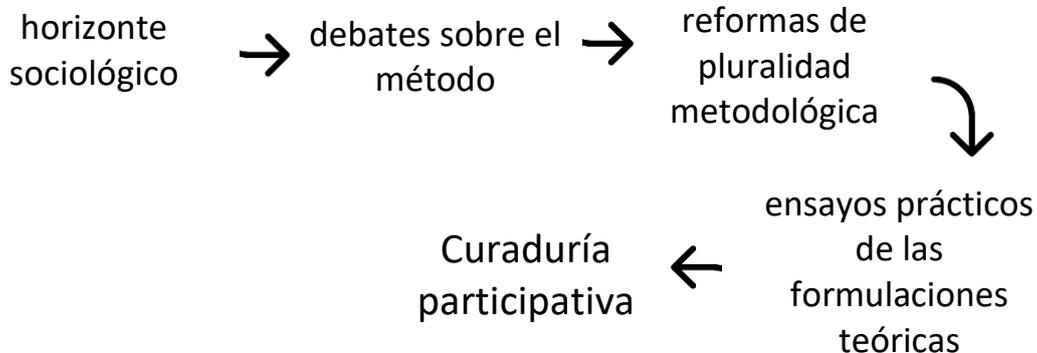 horizonte
sociológico
debates sobre el
método
reformas de
pluralidad
metodológica
ensayos prácticos
de las
formulaciones
teóricas
Curaduría
participativa